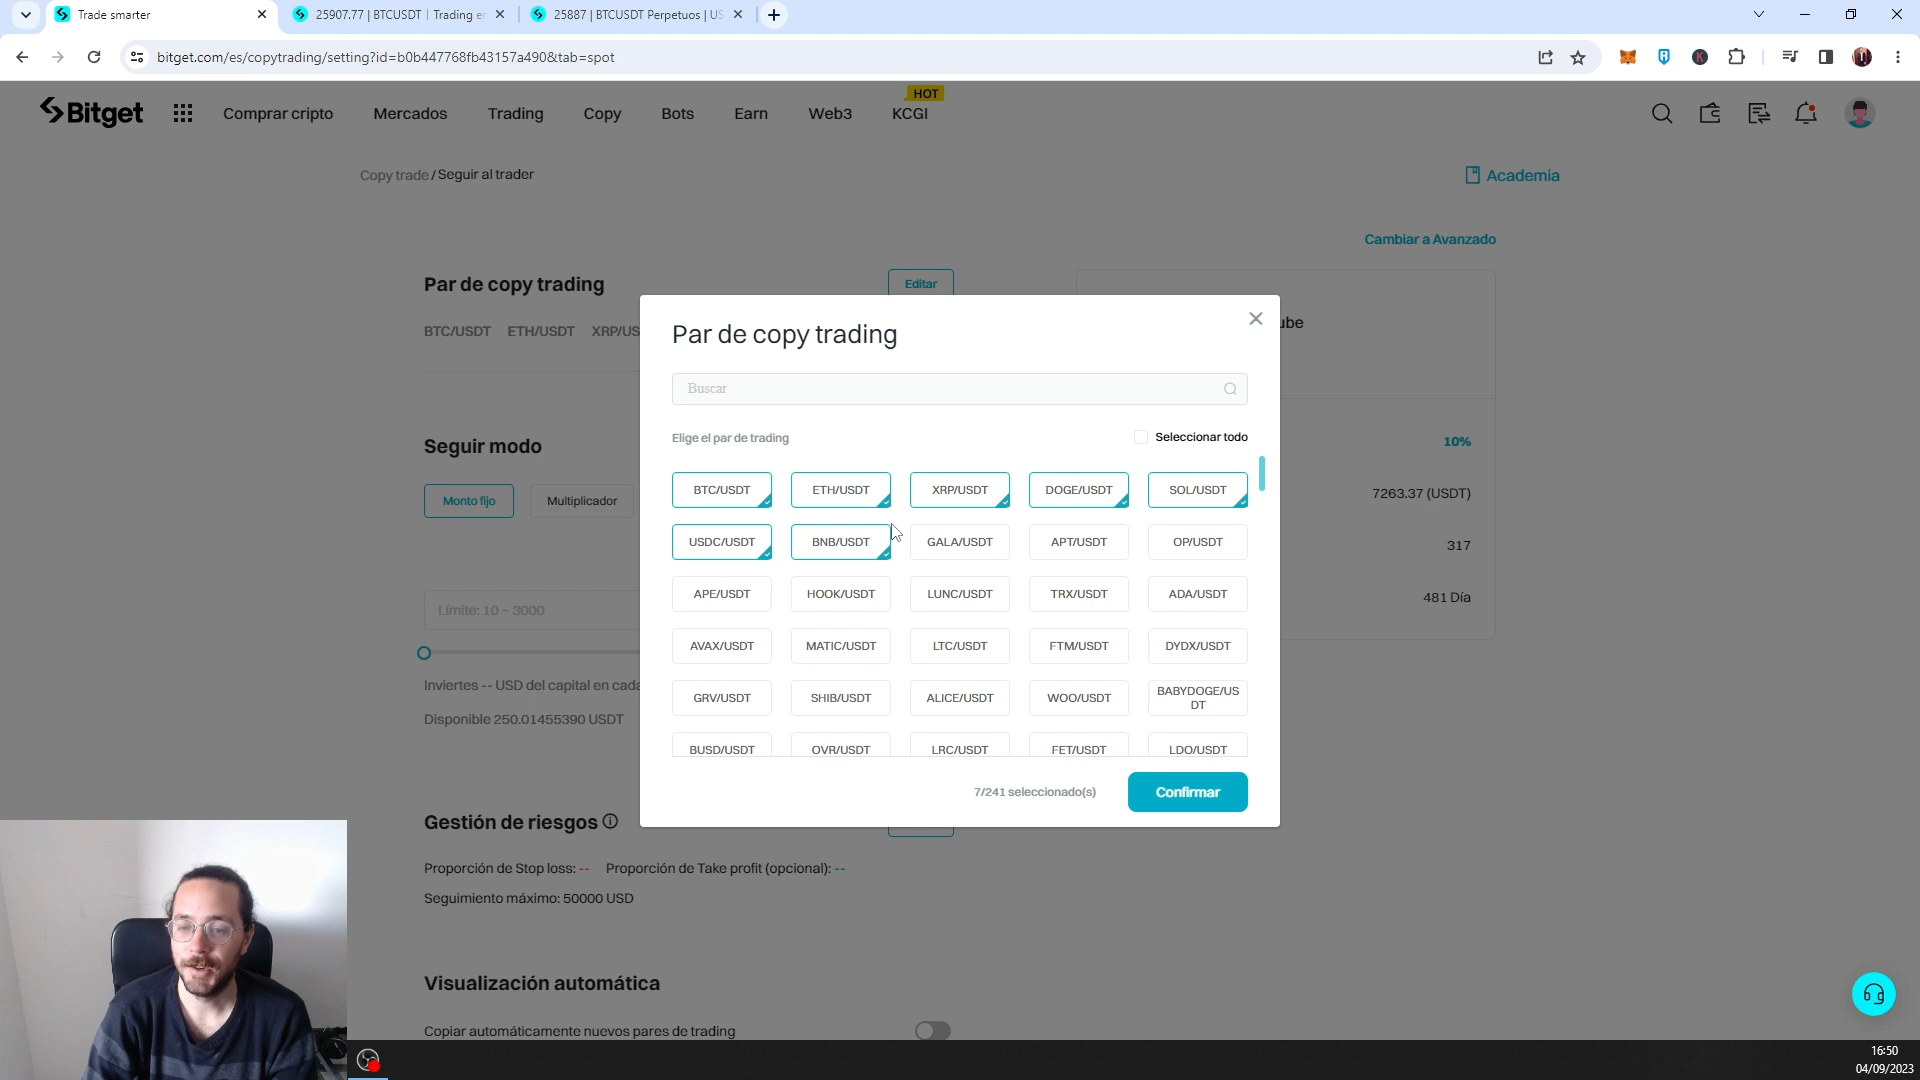 Trade smarter
25907.77 | BTCUSDT | Trading en
25887 | BTCUSDT Perpetuos | US
bitget.com/es/copytrading/setting?id=b0b447768fb43157a490&tab=spot
Bitget
Comprar cripto
Mercados
Trading
Copy
Bots
Earn
Web3
KCGI
HOT
Copy trade / Seguir al trader
Academia
Cambiar a Avanzado
Par de copy trading
Editar
BTC/USDT ETH/USDT XRP/US
ube
Par de copy trading
Buscar
Elige el par de trading
Seleccionar todo
BTC/USDT ETH/USDT XRP/USDT DOGE/USDT SOL/USDT
USDC/USDT BNB/USDT GALA/USDT APT/USDT OP/USDT
APE/USDT HOOK/USDT LUNC/USDT TRX/USDT ADA/USDT
AVAX/USDT MATIC/USDT LTC/USDT FTM/USDT DYDX/USDT
GRV/USDT SHIB/USDT ALICE/USDT WOO/USDT BABYDOGE/US
DT
BUSD/USDT OVR/USDT LRC/USDT FET/USDT LDO/USDT
7/241 seleccionado(s)
Confirmar
Seguir modo
10%
Monto fijo
Multiplicador
7263.37 (USDT)
317
481 Día
Límite: 10 ~ 3000
Inviertes -- USD del capital en cada
Disponible 250.01455390 USDT
Gestión de riesgos
Proporción de Stop loss: -- Proporción de Take profit (opcional): --
Seguimiento máximo: 50000 USD
Visualización automática
Copiar automáticamente nuevos pares de trading
16:50
04/09/2023